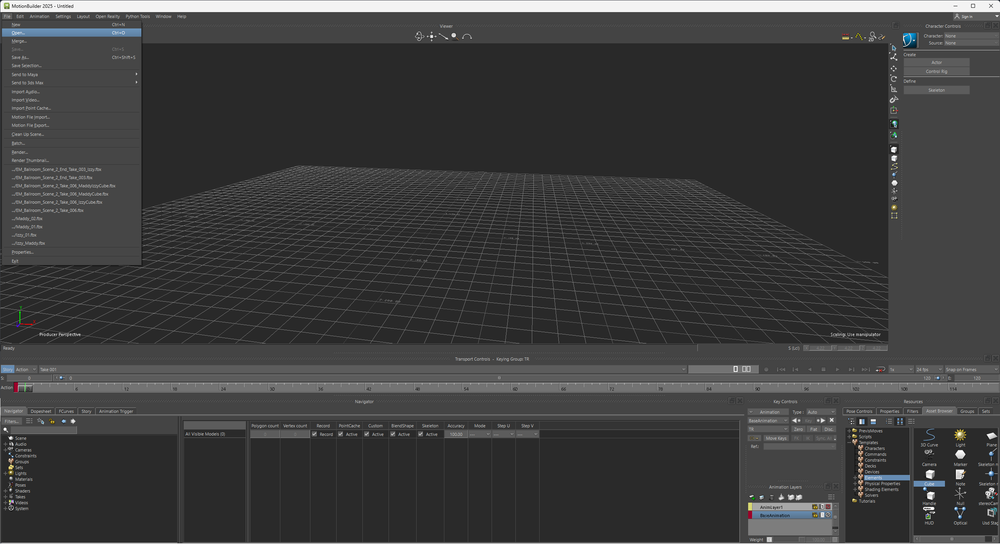 MotionBuilder 2025 - Untitled
File Edit Animation Settings Layout Open Reality Python Tools Window Help
Sign In
New Ctrl+N
Open... Ctrl+O
Merge...
Save... Ctrl+S
Save As... Ctrl+Shift+S
Save Selection...
Send to Maya
Send to 3ds Max
Import Audio...
Import Video...
Import Point Cache...
Motion File Import...
Motion File Export...
Clean Up Scene...
Batch...
Render...
Render Thumbnail...
.../EM_Ballroom_Scene_2_End_Take_003_Izzy.fbx
.../EM_Ballroom_Scene_2_End_Take_003.fbx
.../EM_Ballroom_Scene_2_Take_006_MaddyIzzyCube.fbx
.../EM_Ballroom_Scene_2_Take_006_MaddyCube.fbx
.../EM_Ballroom_Scene_2_Take_006_IzzyCube.fbx
.../EM_Ballroom_Scene_2_Take_006.fbx
.../Maddy_02.fbx
.../Maddy_01.fbx
.../Izzy_01.fbx
.../Izzy_Maddy.fbx
Properties...
Exit
Viewer
2D
Y
X
Producer Perspective
Scaling: Use manipulator
Character Controls
Character: None
Source: None
Create
Actor
Control Rig
Define
Skeleton
Ready
S (Lcl) X 4.22 Y 4.22 Z 4.22
Transport Controls - Keying Group: TR
Story Action Take 001 1x 24 fps Snap on Frames
S: 0 0 120 E: 120
Action 0 6 12 18 24 30 36 42 48 54 60 66 72 78 84 90 96 102 108 114
Navigator
Navigator Dopesheet FCurves Story Animation Trigger
Filters...
Scene
Audio
Cameras
Constraints
Groups
Sets
Lights
Materials
Poses
Shaders
Takes
Videos
System
Polygon count Vertex count Record PointCache Custom BlendShape Skeleton Accuracy Mode Step U Step V
All Visible Models (0) 0 0 Record Active Active Active Active 100.00 --- --- ---
Key Controls
Animation Type : Auto
BaseAnimation Key
TR Zero Flat Disc.
Move Keys FK IK Sync. All
Ref.:
Animation Layers
AnimLayer1 1
BaseAnimation 1
Weight K 100.00 A
Resources
Pose Controls Properties Filters Asset Browser Groups Sets
PrevisMoves
Scripts
Templates
Characters
Commands
Constraints
Decks
Devices
Elements
Physical Properties
Shading Elements
Solvers
Tutorials
3D Curve Light Plane
Camera Marker Skeleton n
Cube Note Skeleton r
Handle Null stereoCam
HUD Optical Usd Stag